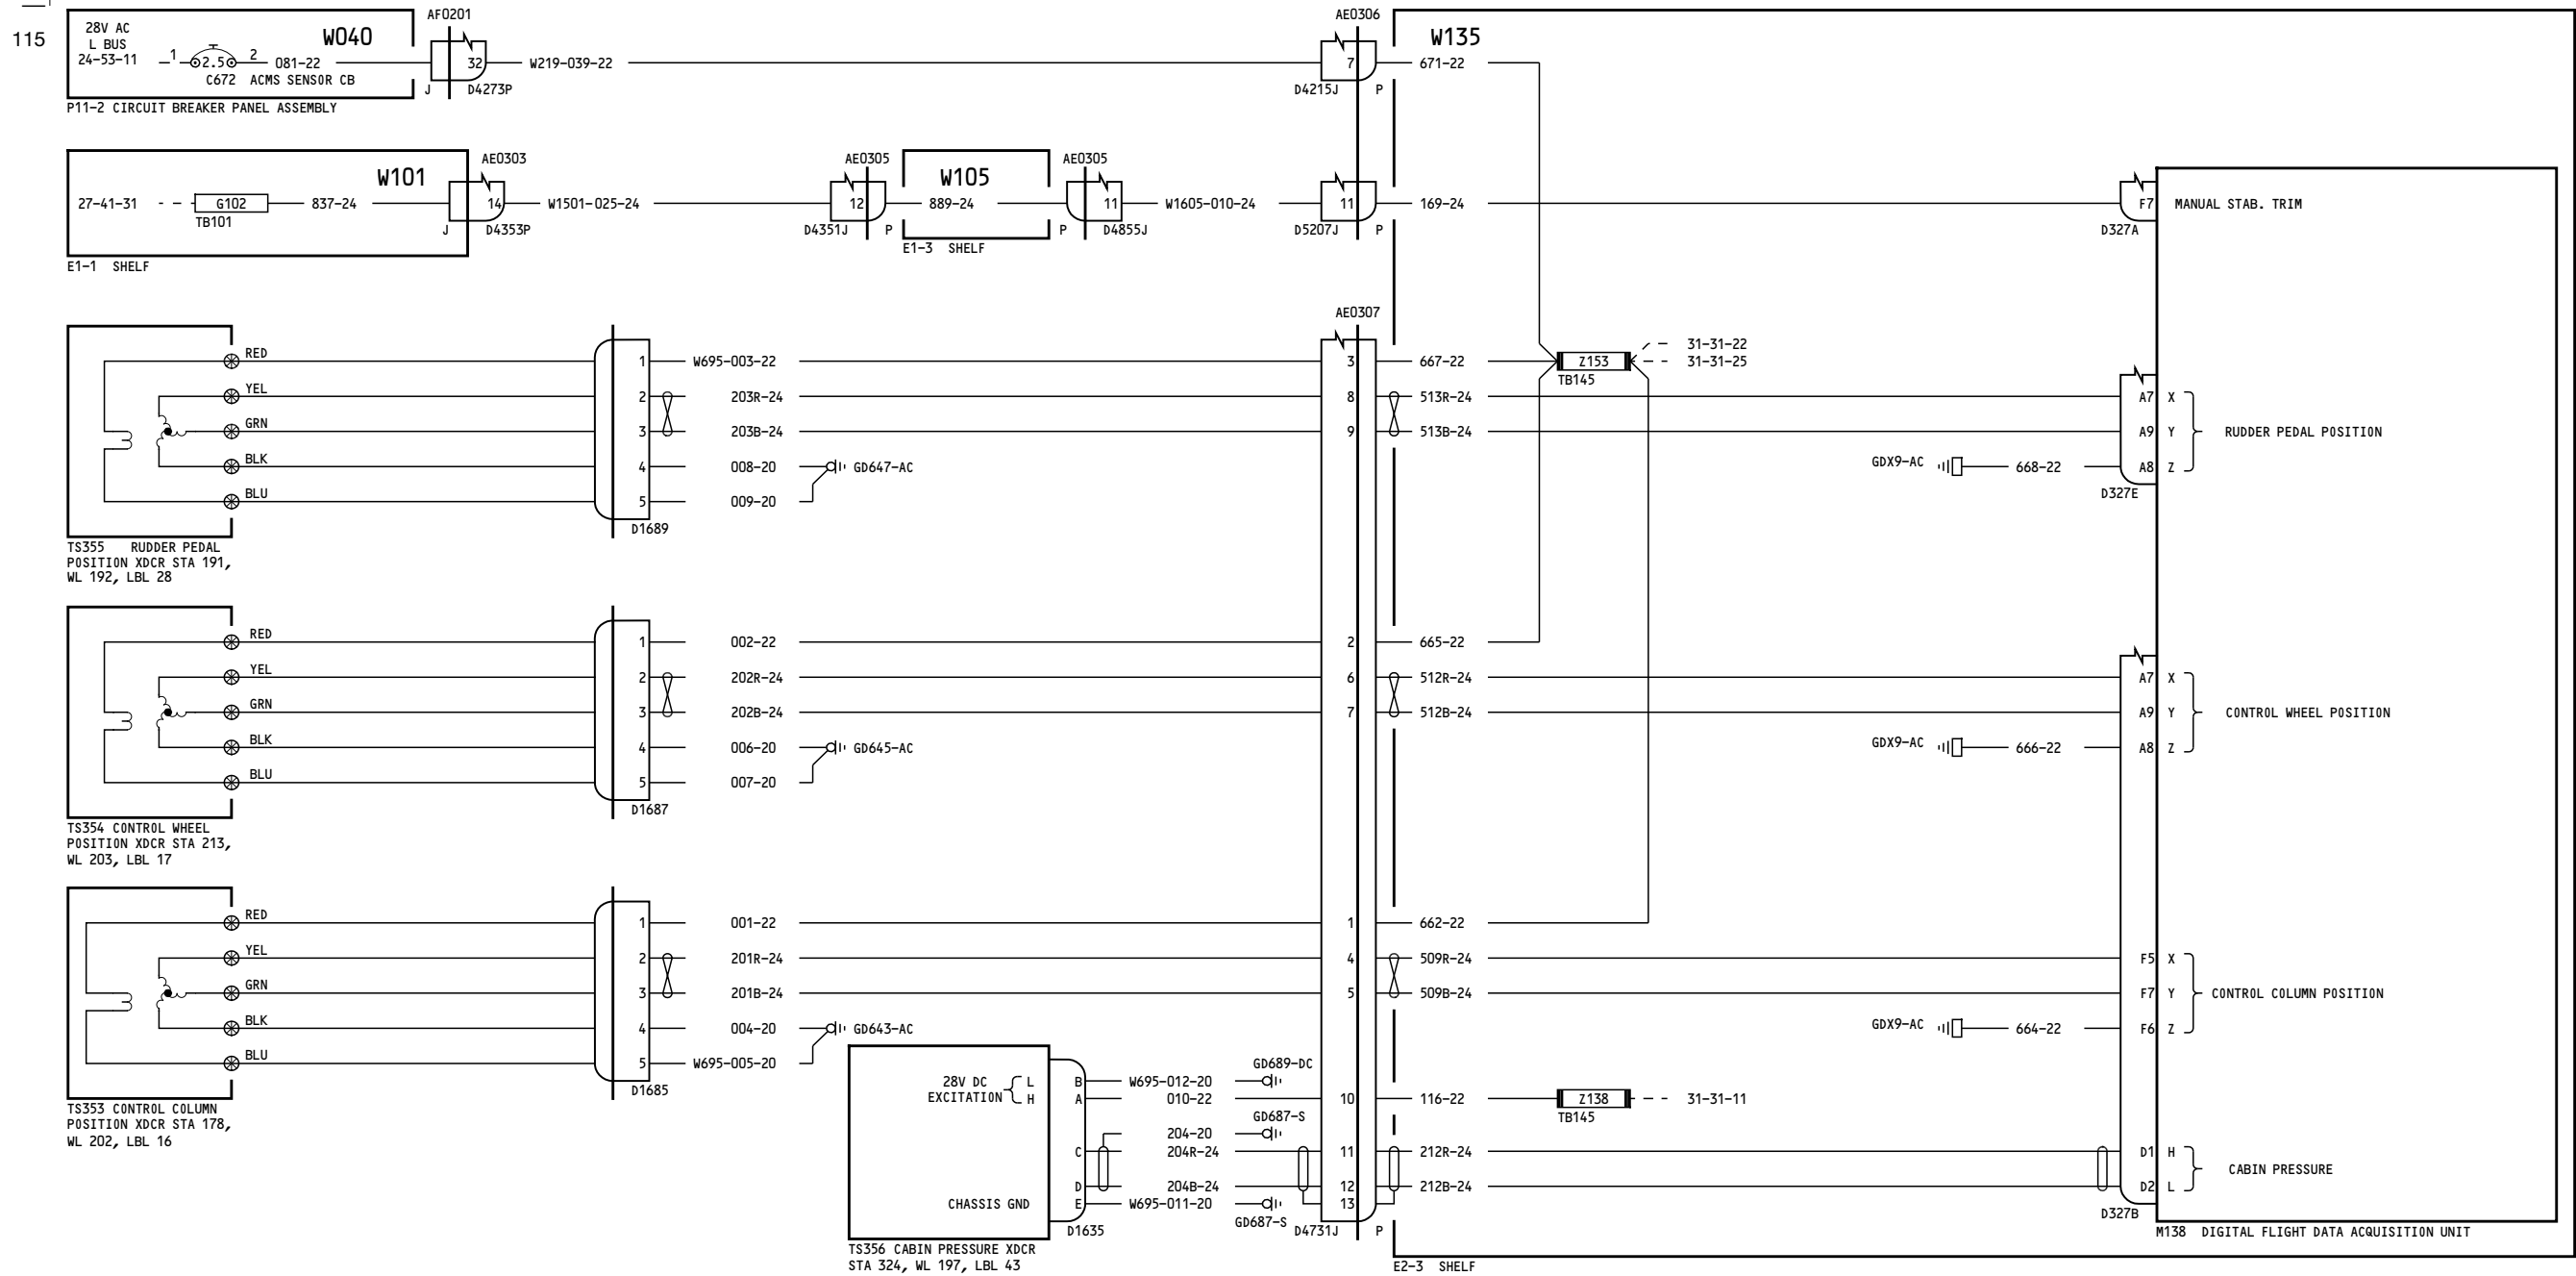 115
28V AC
L BUS
24-53-11
1
2.5
2
081-22
C672 ACMS SENSOR CB
W040
P11-2 CIRCUIT BREAKER PANEL ASSEMBLY
AF0201
32
J
D4273P
W219-039-22
AE0306
7
D4215J
P
W135
671-22
27-41-31
G102
TB101
837-24
W101
E1-1 SHELF
AE0303
14
J
D4353P
W1501-025-24
AE0305
12
D4351J
P
W105
889-24
E1-3 SHELF
AE0305
11
P
D4855J
W1605-010-24
11
D5207J
P
169-24
F7
D327A
MANUAL STAB. TRIM
AE0307
RED
YEL
GRN
BLK
BLU
TS355 RUDDER PEDAL
POSITION XDCR STA 191,
WL 192, LBL 28
1
2
3
4
5
D1689
W695-003-22
203R-24
203B-24
008-20
009-20
GD647-AC
3
8
9
667-22
513R-24
513B-24
Z153
TB145
31-31-22
31-31-25
GDX9-AC
668-22
A7 X
A9 Y
A8 Z
D327E
RUDDER PEDAL POSITION
RED
YEL
GRN
BLK
BLU
TS354 CONTROL WHEEL
POSITION XDCR STA 213,
WL 203, LBL 17
1
2
3
4
5
D1687
002-22
202R-24
202B-24
006-20
007-20
GD645-AC
2
6
7
665-22
512R-24
512B-24
GDX9-AC
666-22
A7 X
A9 Y
A8 Z
CONTROL WHEEL POSITION
RED
YEL
GRN
BLK
BLU
TS353 CONTROL COLUMN
POSITION XDCR STA 178,
WL 202, LBL 16
1
2
3
4
5
D1685
001-22
201R-24
201B-24
004-20
W695-005-20
GD643-AC
1
4
5
662-22
509R-24
509B-24
GDX9-AC
664-22
F5 X
F7 Y
F6 Z
CONTROL COLUMN POSITION
28V DC
EXCITATION
L
H
CHASSIS GND
B
A
C
D
E
D1635
TS356 CABIN PRESSURE XDCR
STA 324, WL 197, LBL 43
W695-012-20
010-22
204-20
204R-24
204B-24
W695-011-20
GD689-DC
GD687-S
GD687-S
10
11
12
13
D4731J
P
116-22
212R-24
212B-24
Z138
TB145
31-31-11
D1 H
D2 L
D327B
CABIN PRESSURE
M138 DIGITAL FLIGHT DATA ACQUISITION UNIT
E2-3 SHELF